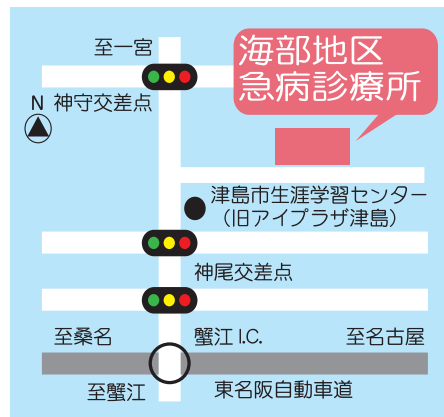 至一宮
海部地区
急病診療所
N
神守交差点
津島市生涯学習センター
（旧アイプラザ津島）
神尾交差点
至桑名
蟹江 I.C.
至名古屋
至蟹江
東名阪自動車道